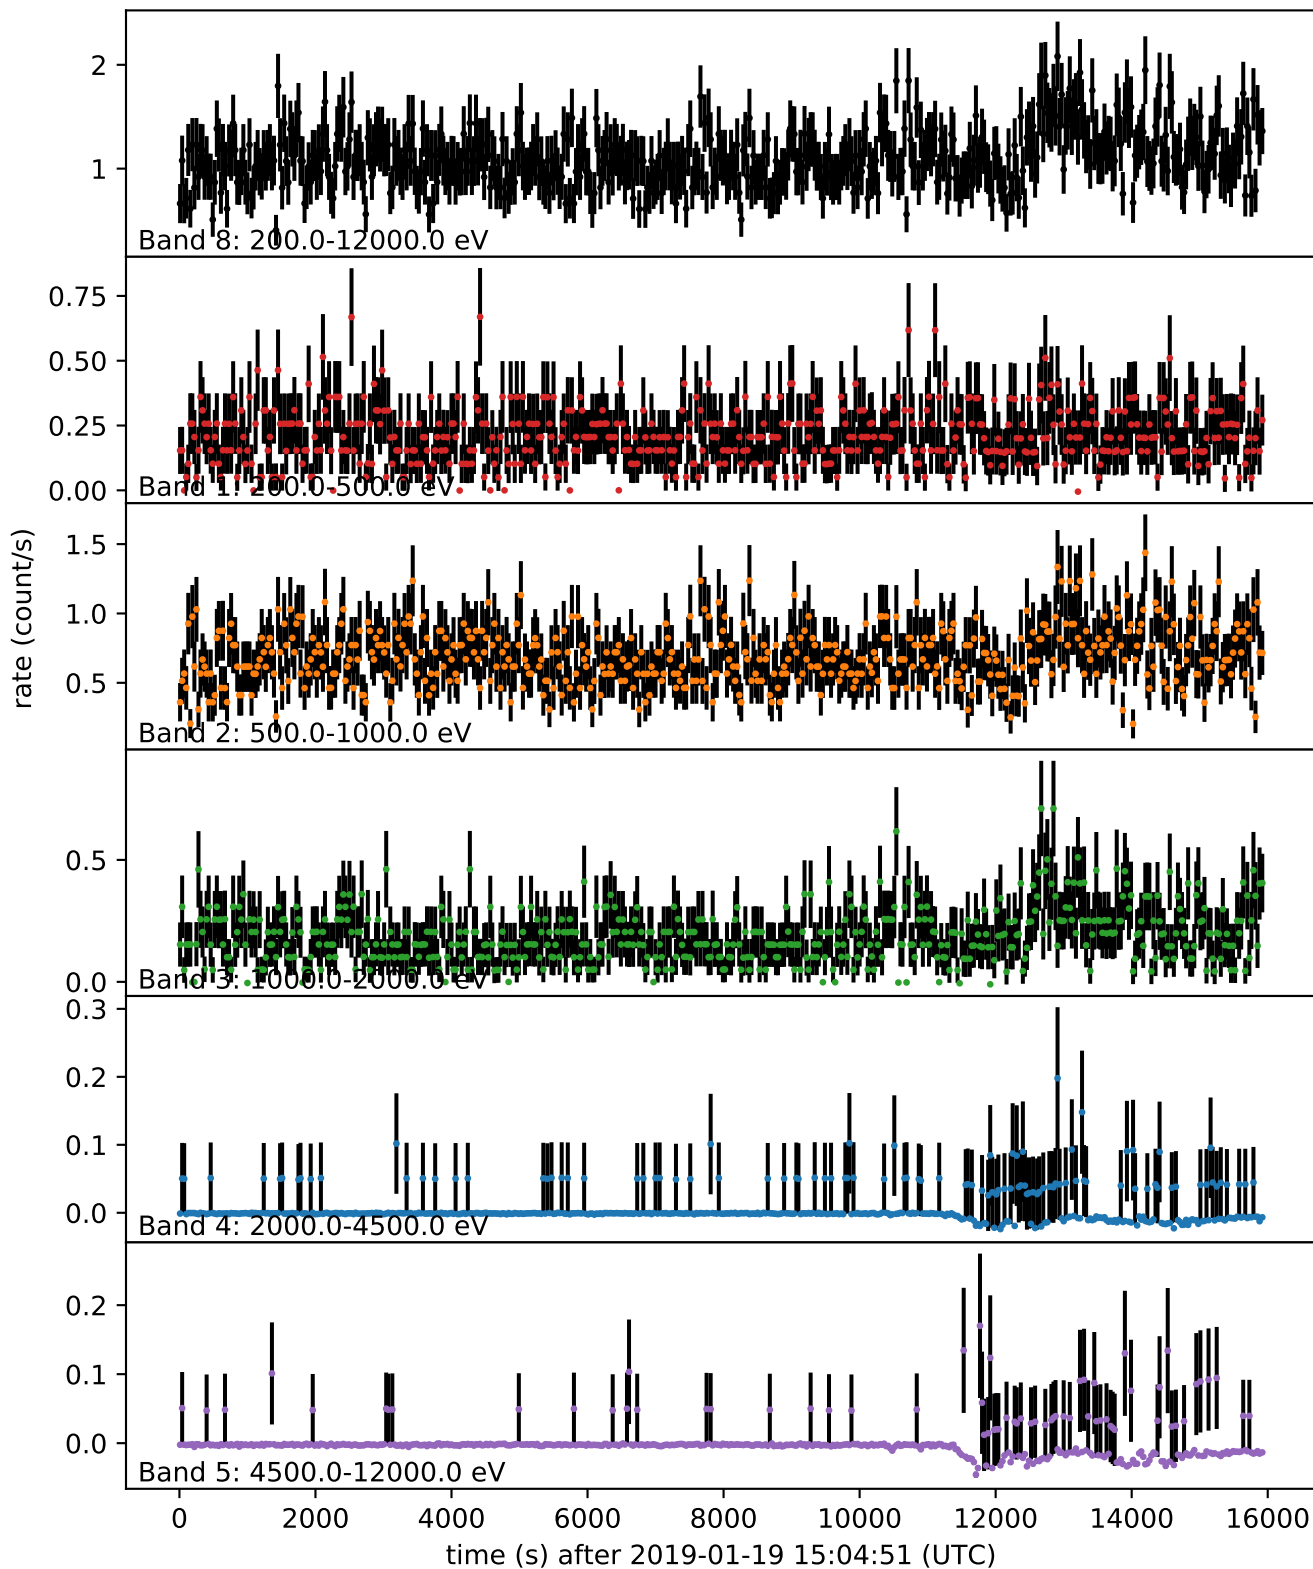 2
1
Band 8: 200.0-12000.0 eV
0.75
0.50
0.25
0.00
Band 1: 200.0-500.0 eV
rate (count/s)
1.5
1.0
0.5
Band 2: 500.0-1000.0 eV
0.5
0.0
Band 3: 1000.0-2000.0 eV
0.3
0.2
0.1
0.0
Band 4: 2000.0-4500.0 eV
0.2
0.1
0.0
Band 5: 4500.0-12000.0 eV
0 2000 4000 6000 8000 10000 12000 14000 16000
time (s) after 2019-01-19 15:04:51 (UTC)